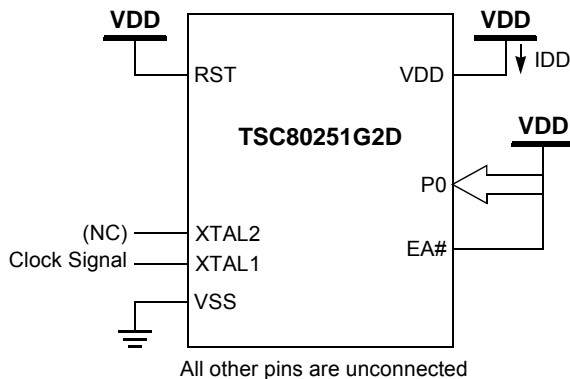 VDD
VDD
IDD
RST
VDD
TSC80251G2D
VDD
P0
(NC)
XTAL2
EA#
Clock Signal
XTAL1
VSS
All other pins are unconnected